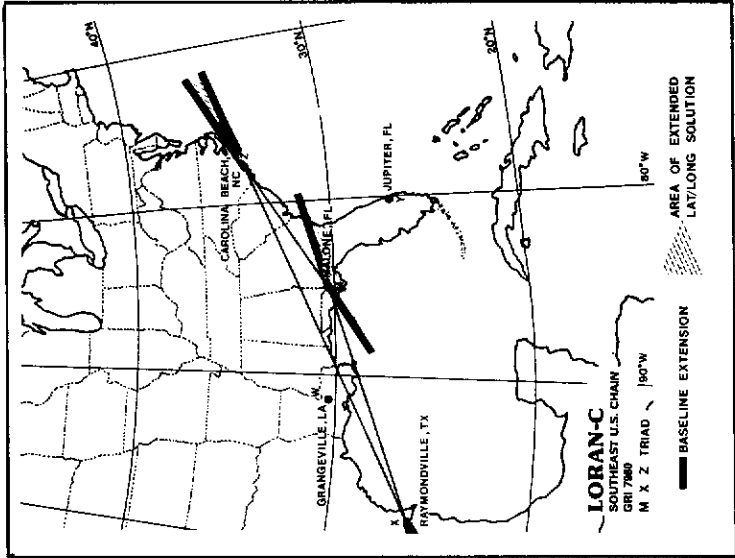 40°N
30°N
20°N
CAROLINA BEACH,
NC
MALONE, FL
JUPITER, FL
GRANGEVILLE, LA
W
X
RAYMONDVILLE, TX
90°W
80°W
LORAN-C
SOUTHEAST U.S. CHAIN
GRI 7980
M X Z TRIAD
BASELINE EXTENSION
AREA OF EXTENDED
LAT/LONG SOLUTION